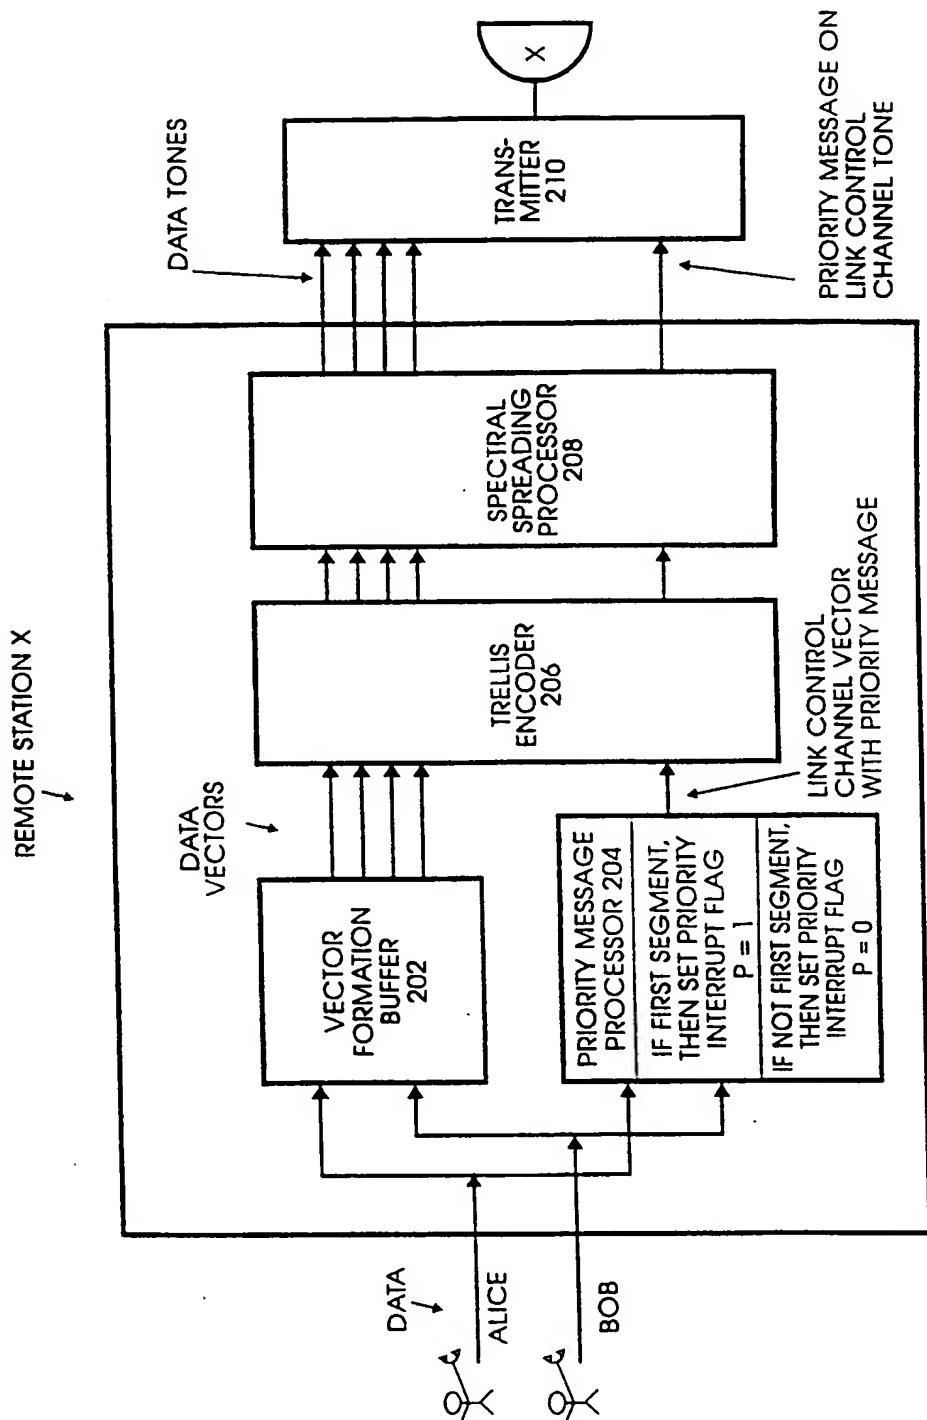 REMOTE STATION X
DATA
ALICE
BOB
VECTOR
FORMATION
BUFFER
202
PRIORITY MESSAGE
PROCESSOR 204
IF FIRST SEGMENT,
THEN SET PRIORITY
INTERRUPT FLAG
P = 1
IF NOT FIRST SEGMENT,
THEN SET PRIORITY
INTERRUPT FLAG
P = 0
DATA
VECTORS
LINK CONTROL
CHANNEL VECTOR
WITH PRIORITY MESSAGE
TRELLIS
ENCODER
206
SPECTRAL
SPREADING
PROCESSOR
208
DATA TONES
PRIORITY MESSAGE ON
LINK CONTROL
CHANNEL TONE
TRANS-
MITTER
210
X